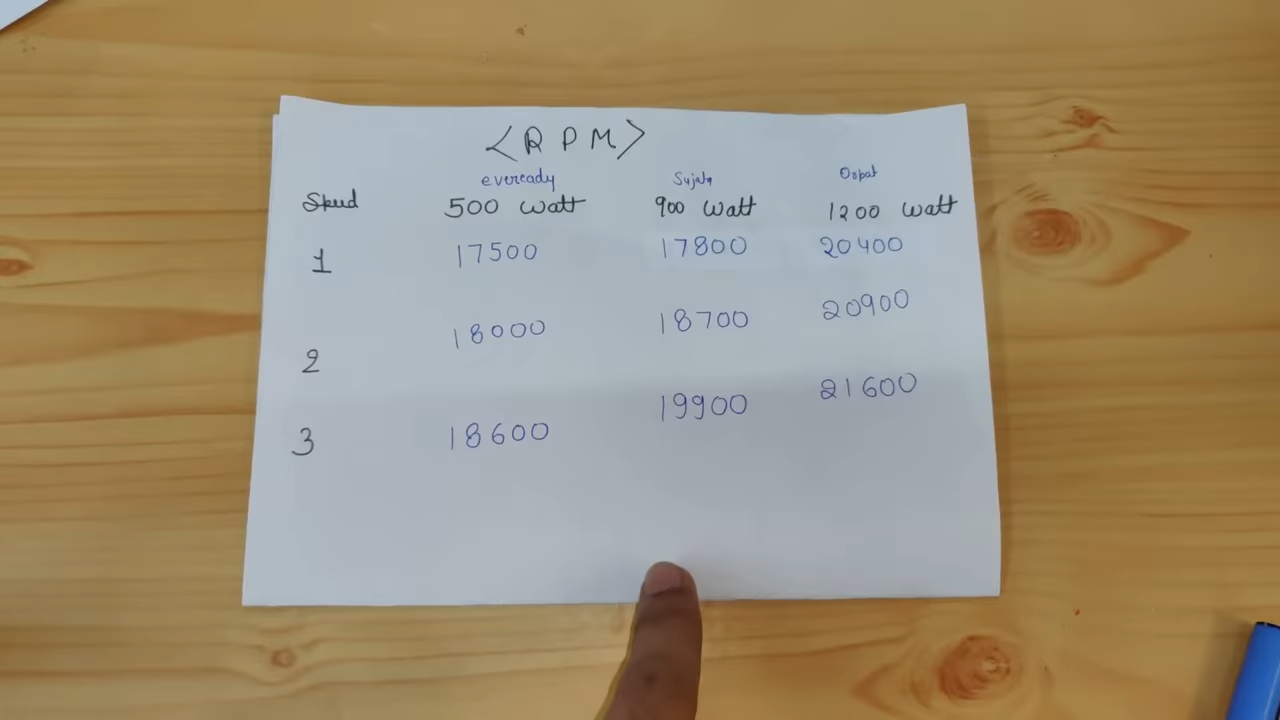 <RPM>
eveready Sujata Orpat
Speed 500 watt 900 watt 1200 watt
1 17500 17800 20400
2 18000 18700 20900
3 18600 19900 21600